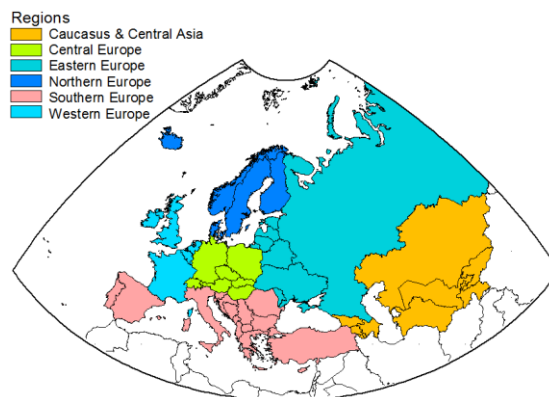 Regions
Caucasus & Central Asia
Central Europe
Eastern Europe
Northern Europe
Southern Europe
Western Europe